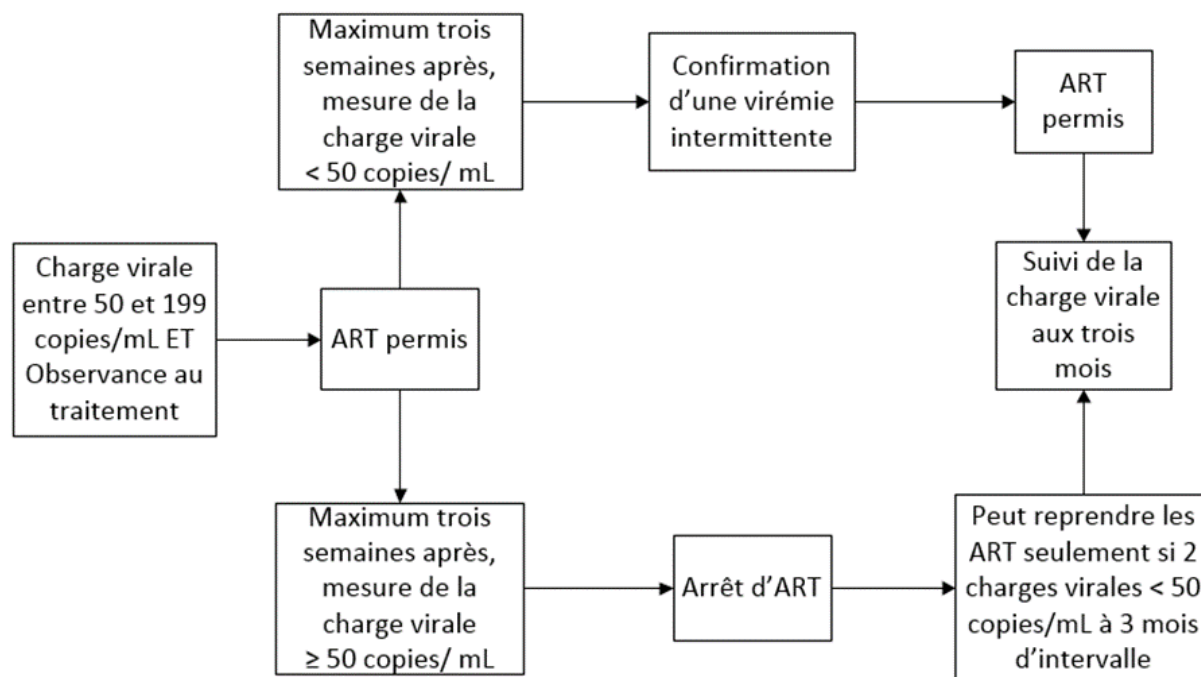 Charge virale
entre 50 et 199
copies/mL ET
Observance au
traitement
ART permis
Maximum trois
semaines après,
mesure de la
charge virale
< 50 copies/ mL
Confirmation
d’une virémie
intermittente
ART
permis
Maximum trois
semaines après,
mesure de la
charge virale
≥ 50 copies/ mL
Arrêt d’ART
Peut reprendre les
ART seulement si 2
charges virales < 50
copies/mL à 3 mois
d’intervalle
Suivi de la
charge virale
aux trois
mois